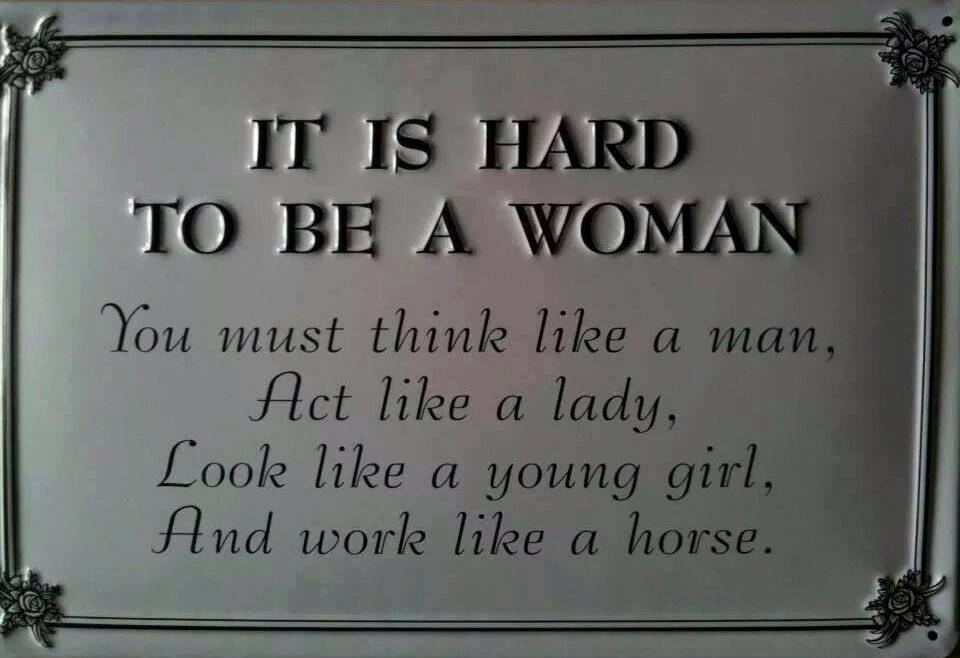 IT IS HARD
TO BE A WOMAN
You must think like a man,
Act like a lady,
Look like a young girl,
And work like a horse.